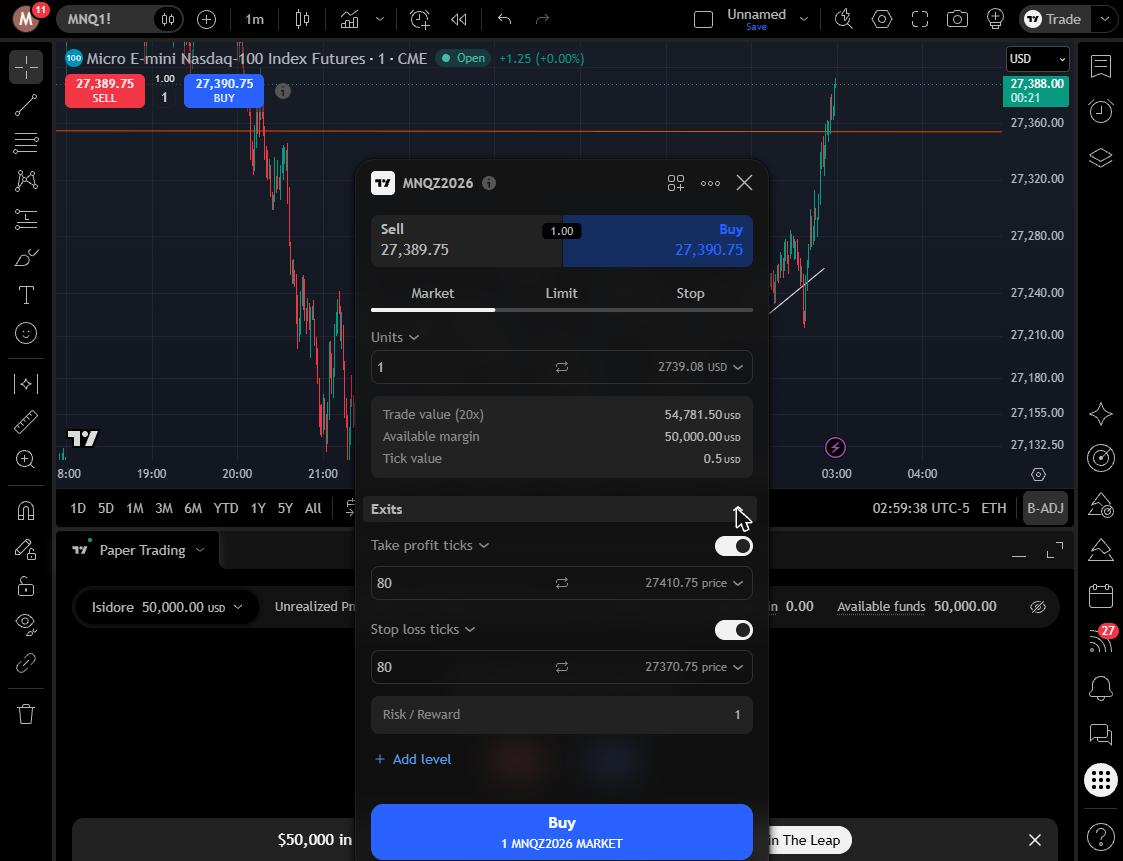 M
11
MNQ1!
1m
Unnamed
Save
Trade
100 Micro E-mini Nasdaq-100 Index Futures · 1 · CME
Open
+1.25 (+0.00%)
USD
27,389.75
SELL
1.00
1
27,390.75
BUY
27,388.00
00:21
27,360.00
27,320.00
27,280.00
27,240.00
27,210.00
27,180.00
27,155.00
27,132.50
MNQZ2026
Sell
27,389.75
1.00
Buy
27,390.75
Market
Limit
Stop
Units
1
2739.08 USD
Trade value (20x)
54,781.50 USD
Available margin
50,000.00 USD
Tick value
0.5 USD
8:00
19:00
20:00
21:00
03:00
04:00
1D 5D 1M 3M 6M YTD 1Y 5Y All
02:59:38 UTC-5
ETH
B-ADJ
Exits
Take profit ticks
80
27410.75 price
Stop loss ticks
80
27370.75 price
Risk / Reward
1
+ Add level
Buy
1 MNQZ2026 MARKET
Paper Trading
Isidore 50,000.00 USD
Unrealized Pr
in 0.00
Available funds 50,000.00
27
$50,000 in
in The Leap